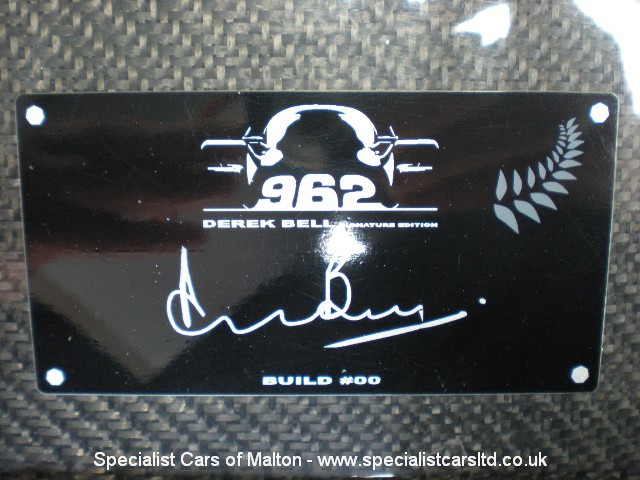 962
DEREK BELL SIGNATURE EDITION
BUILD #00
Specialist Cars of Malton - www.specialistcarsltd.co.uk